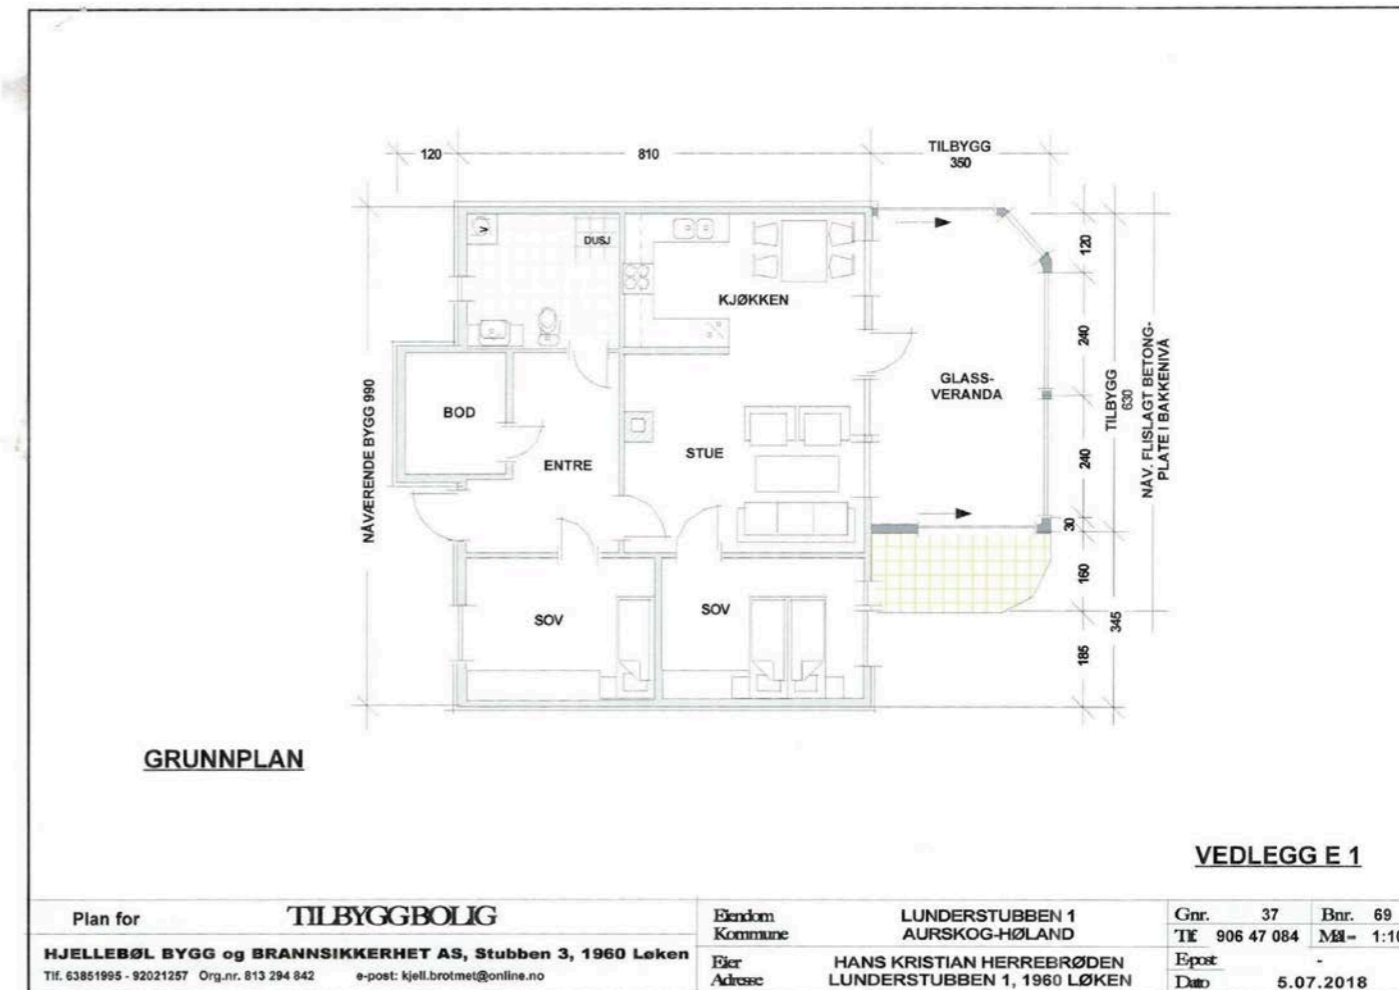 120
810
TILBYGG
350
V
DUSJ
KJØKKEN
120
240
NÅVÆRENDE BYGG 990
BOD
ENTRE
STUE
GLASS-
VERANDA
TILBYGG
630
NÅV. FLISLAGT BETONG-
PLATE I BAKKENIVÅ
240
30
160
SOV
SOV
345
185
GRUNNPLAN
VEDLEGG E 1
Plan for TILBYGG BOLIG
HJELLEBØL BYGG og BRANNSIKKERHET AS, Stubben 3, 1960 Løken
Tlf. 63851995 - 92021257 Org.nr. 813 294 842 e-post: kjell.brotmet@online.no
Eiendom LUNDERSTUBBEN 1
Kommune AURSKOG-HØLAND
Eier HANS KRISTIAN HERREBRØDEN
Adresse LUNDERSTUBBEN 1, 1960 LØKEN
Gnr. 37 Bnr. 69
Tlf. 906 47 084 Mål=
Epost -
Dato 5.07.2018